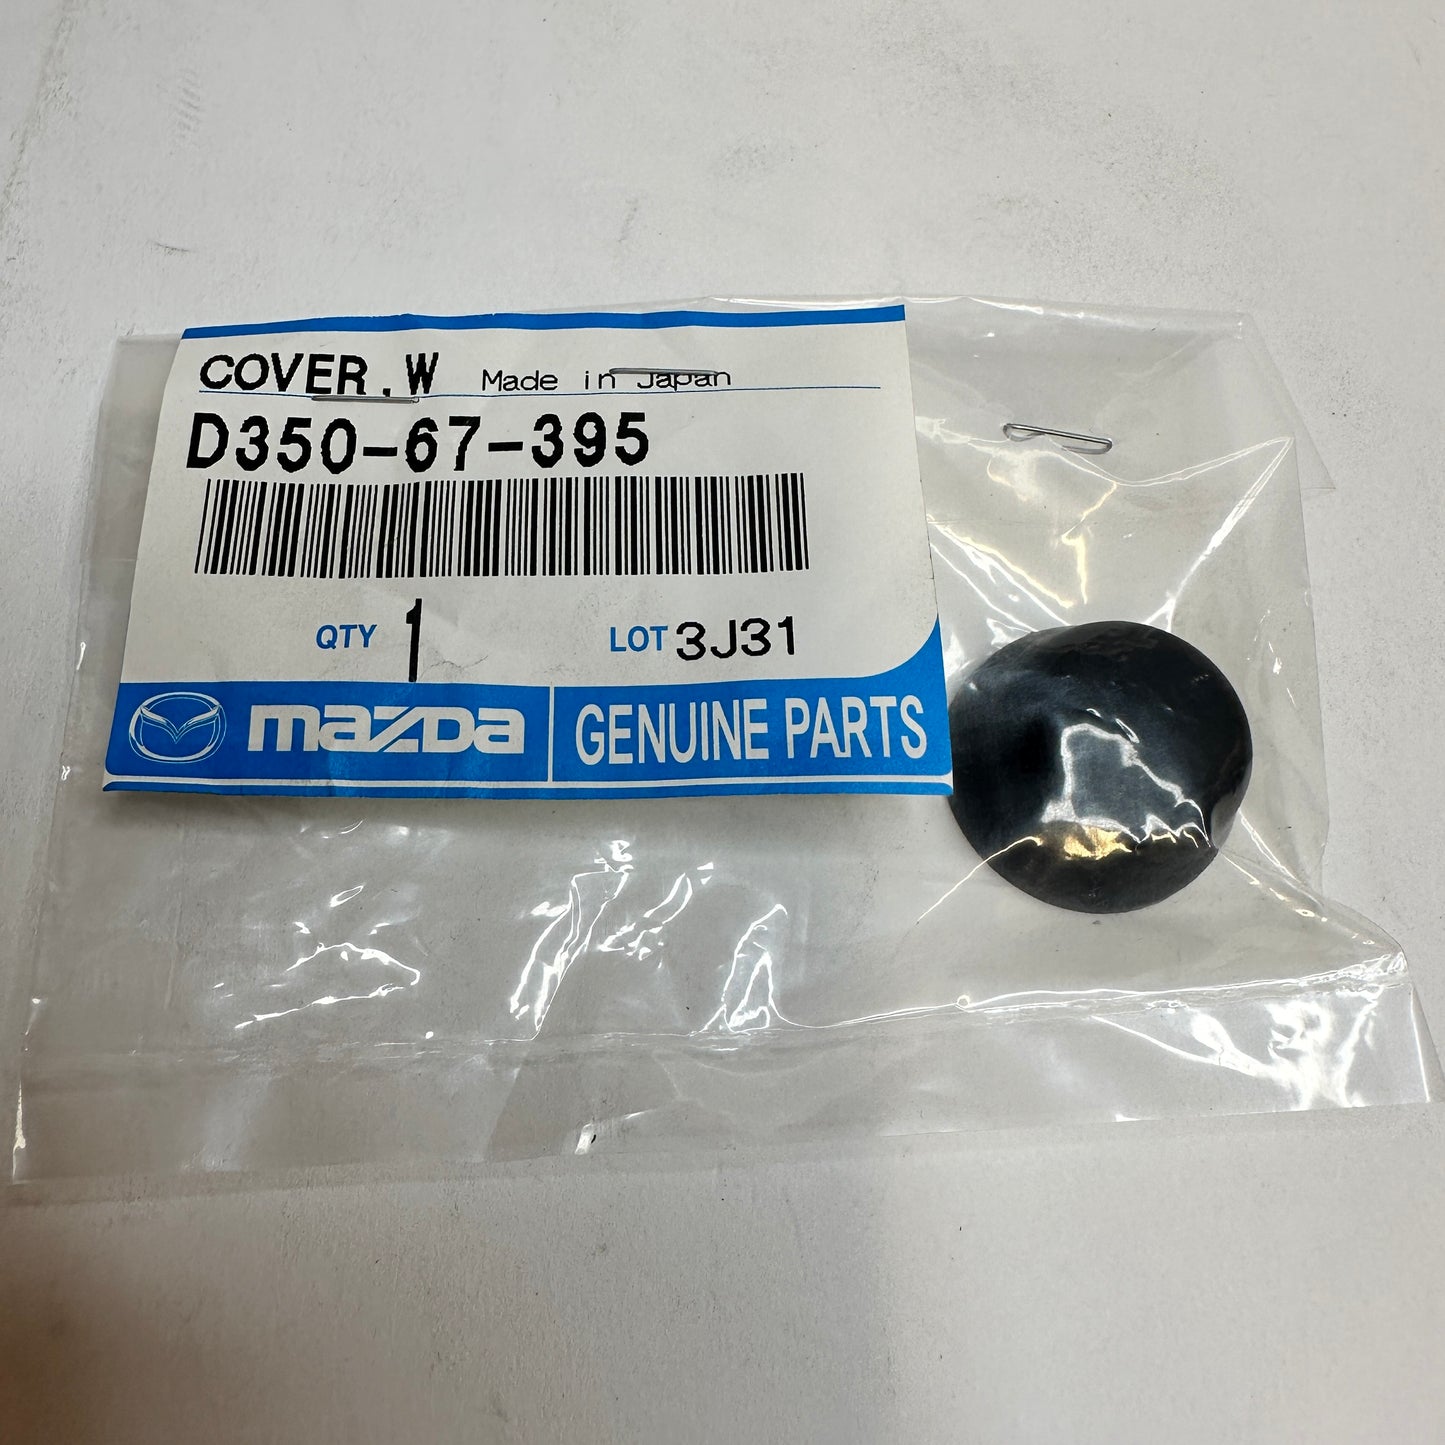 COVER,W Made in Japan
D350-67-395
QTY 1 LOT 3J31
mazda GENUINE PARTS